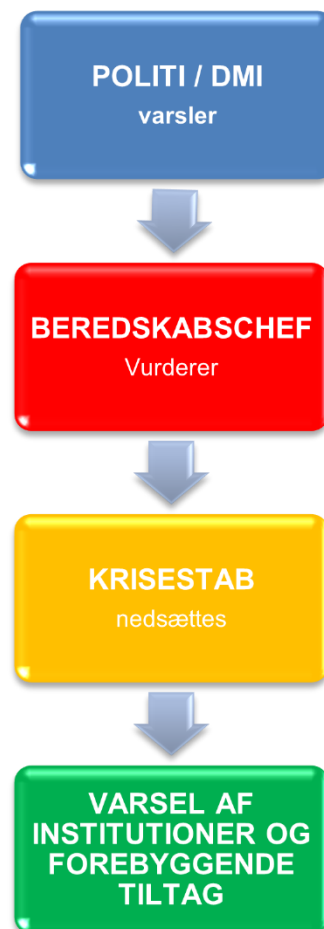 POLITI / DMI
varsler
BEREDSKABSCHEF
Vurderer
KRISESTAB
nedsættes
VARSEL AF
INSTITUTIONER OG
FOREBYGGENDE
TILTAG